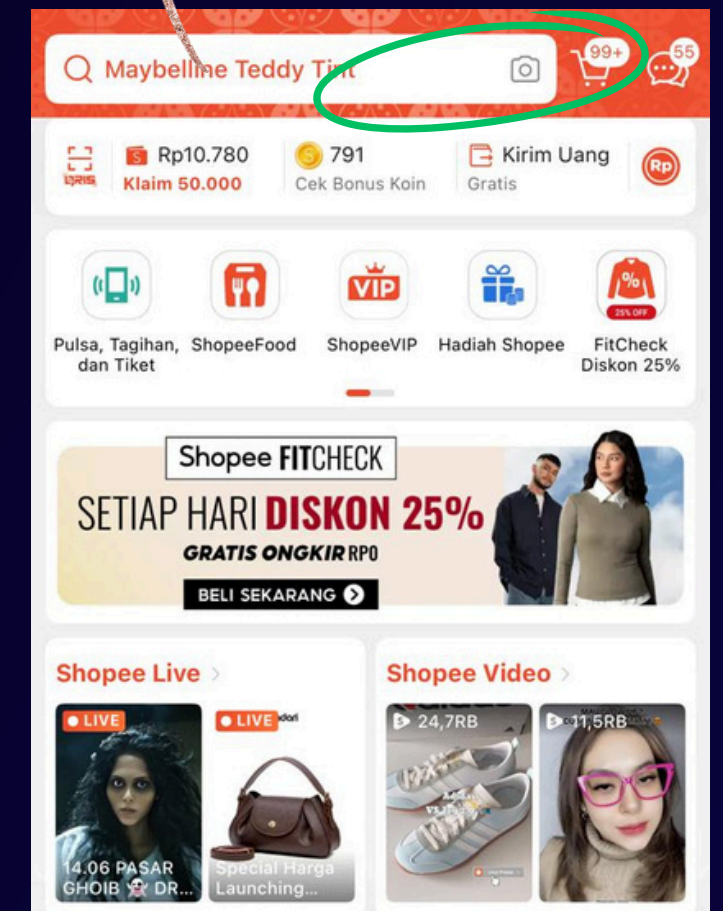 Maybelline Teddy Tint
99+
55
QRIS
Rp10.780
Klaim 50.000
791
Cek Bonus Koin
Kirim Uang
Gratis
Rp
VIP
%
25% OFF
Pulsa, Tagihan,
dan Tiket
ShopeeFood
ShopeeVIP
Hadiah Shopee
FitCheck
Diskon 25%
Shopee FITCHECK
SETIAP HARI DISKON 25%
GRATIS ONGKIR RP0
BELI SEKARANG
Shopee Live
Shopee Video
LIVE
14.06 PASAR
GHOIB 👻 DR...
LIVE
Special Harga
Launching...
24,7RB
11,5RB